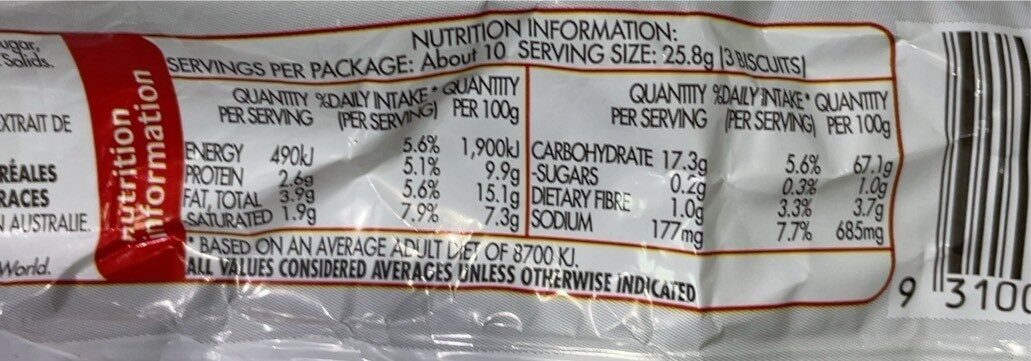 ugar,
Solids.
EXTRAIT DE
RÉALES
RACES
AUSTRALIE.
World.
nutrition
information
NUTRITION INFORMATION:
SERVINGS PER PACKAGE: About 10 SERVING SIZE: 25.8g (3 BISCUITS)
QUANTITY %DAILY INTAKE* QUANTITY
PER SERVING (PER SERVING) PER 100g
ENERGY 490kJ 5.6% 1,900kJ
PROTEIN 2.6g 5.1% 9.9g
FAT, TOTAL 3.9g 5.6% 15.1g
SATURATED 1.9g 7.9% 7.3g
QUANTITY %DAILY INTAKE* QUANTITY
PER SERVING (PER SERVING) PER 100g
CARBOHYDRATE 17.3g 5.6% 67.1g
-SUGARS 0.2g 0.3% 1.0g
DIETARY FIBRE 1.0g 3.3% 3.7g
SODIUM 177mg 7.7% 685mg
* BASED ON AN AVERAGE ADULT DIET OF 8700 KJ.
ALL VALUES CONSIDERED AVERAGES UNLESS OTHERWISE INDICATED
9 310